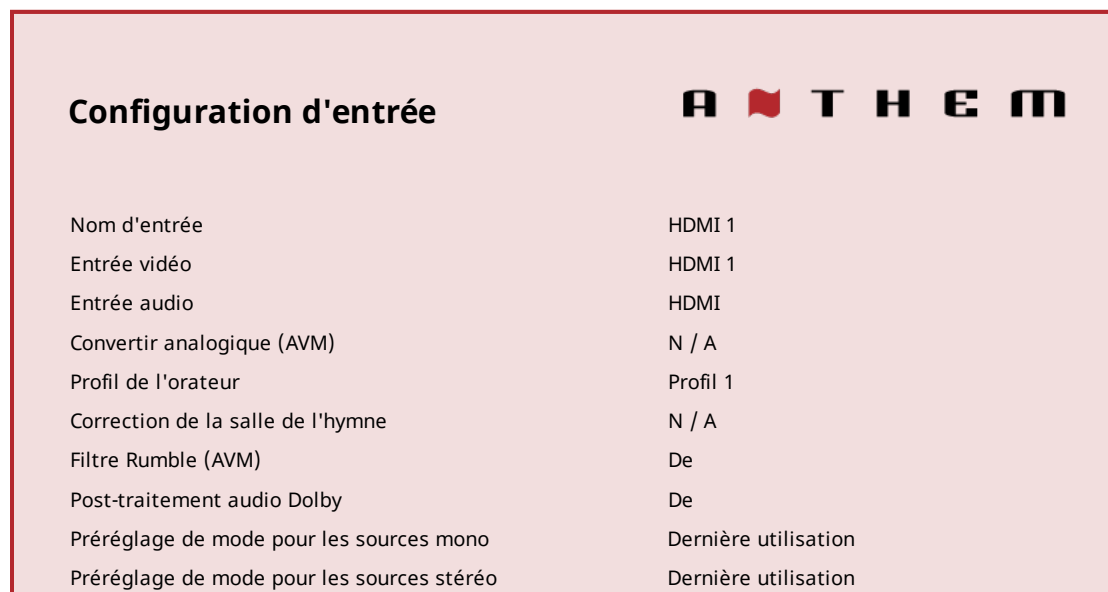 Configuration d'entrée
ANTHEM
Nom d'entrée HDMI 1
Entrée vidéo HDMI 1
Entrée audio HDMI
Convertir analogique (AVM) N / A
Profil de l'orateur Profil 1
Correction de la salle de l'hymne N / A
Filtre Rumble (AVM) De
Post-traitement audio Dolby De
Préréglage de mode pour les sources mono Dernière utilisation
Préréglage de mode pour les sources stéréo Dernière utilisation